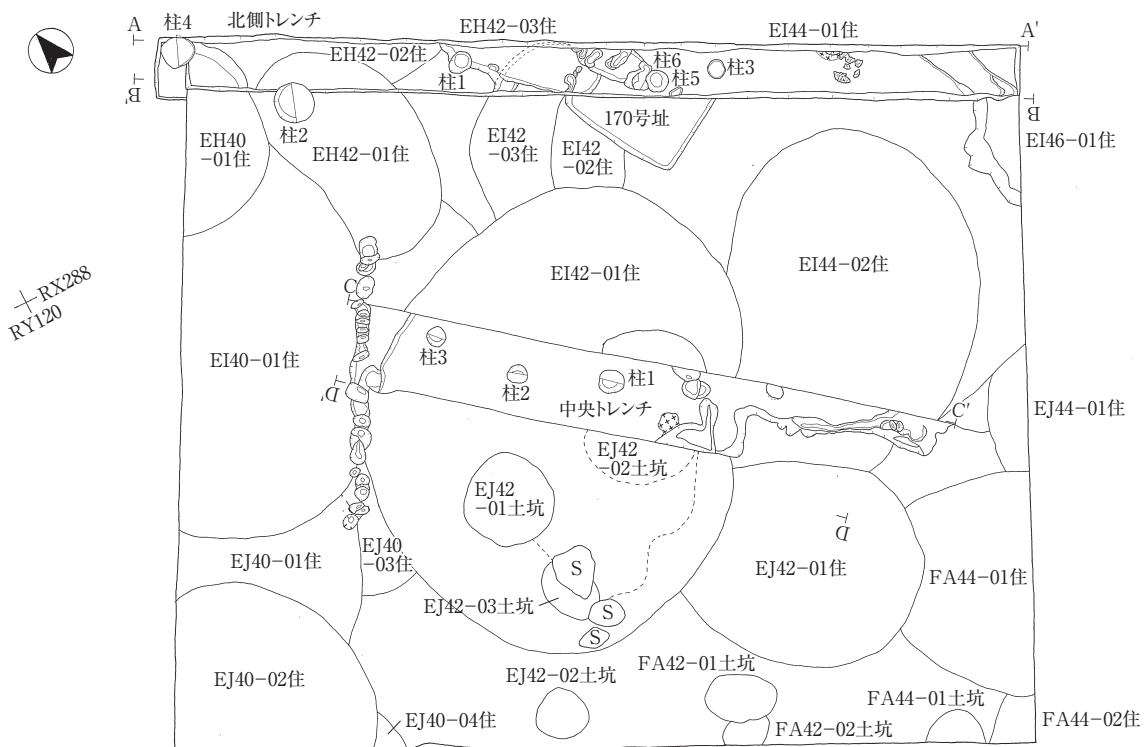 A
柱4
北側トレンチ
EH42-03住
EI44-01住
A'
EH42-02住
柱1
柱6
柱5
柱3
B'
B
柱2
170号址
EH40
-01住
EH42-01住
EI42
-03住
EI42
-02住
EI46-01住
EI42-01住
EI44-02住
RX288
RY120
C
EI40-01住
柱3
柱2
柱1
D'
中央トレンチ
C'
EJ44-01住
EJ42
-02土坑
EJ42
-01土坑
D
EJ40-01住
EJ40
-03住
S
EJ42-01住
FA44-01住
EJ42-03土坑
S
S
EJ40-02住
EJ42-02土坑
FA42-01土坑
FA44-01土坑
EJ40-04住
FA42-02土坑
FA44-02住